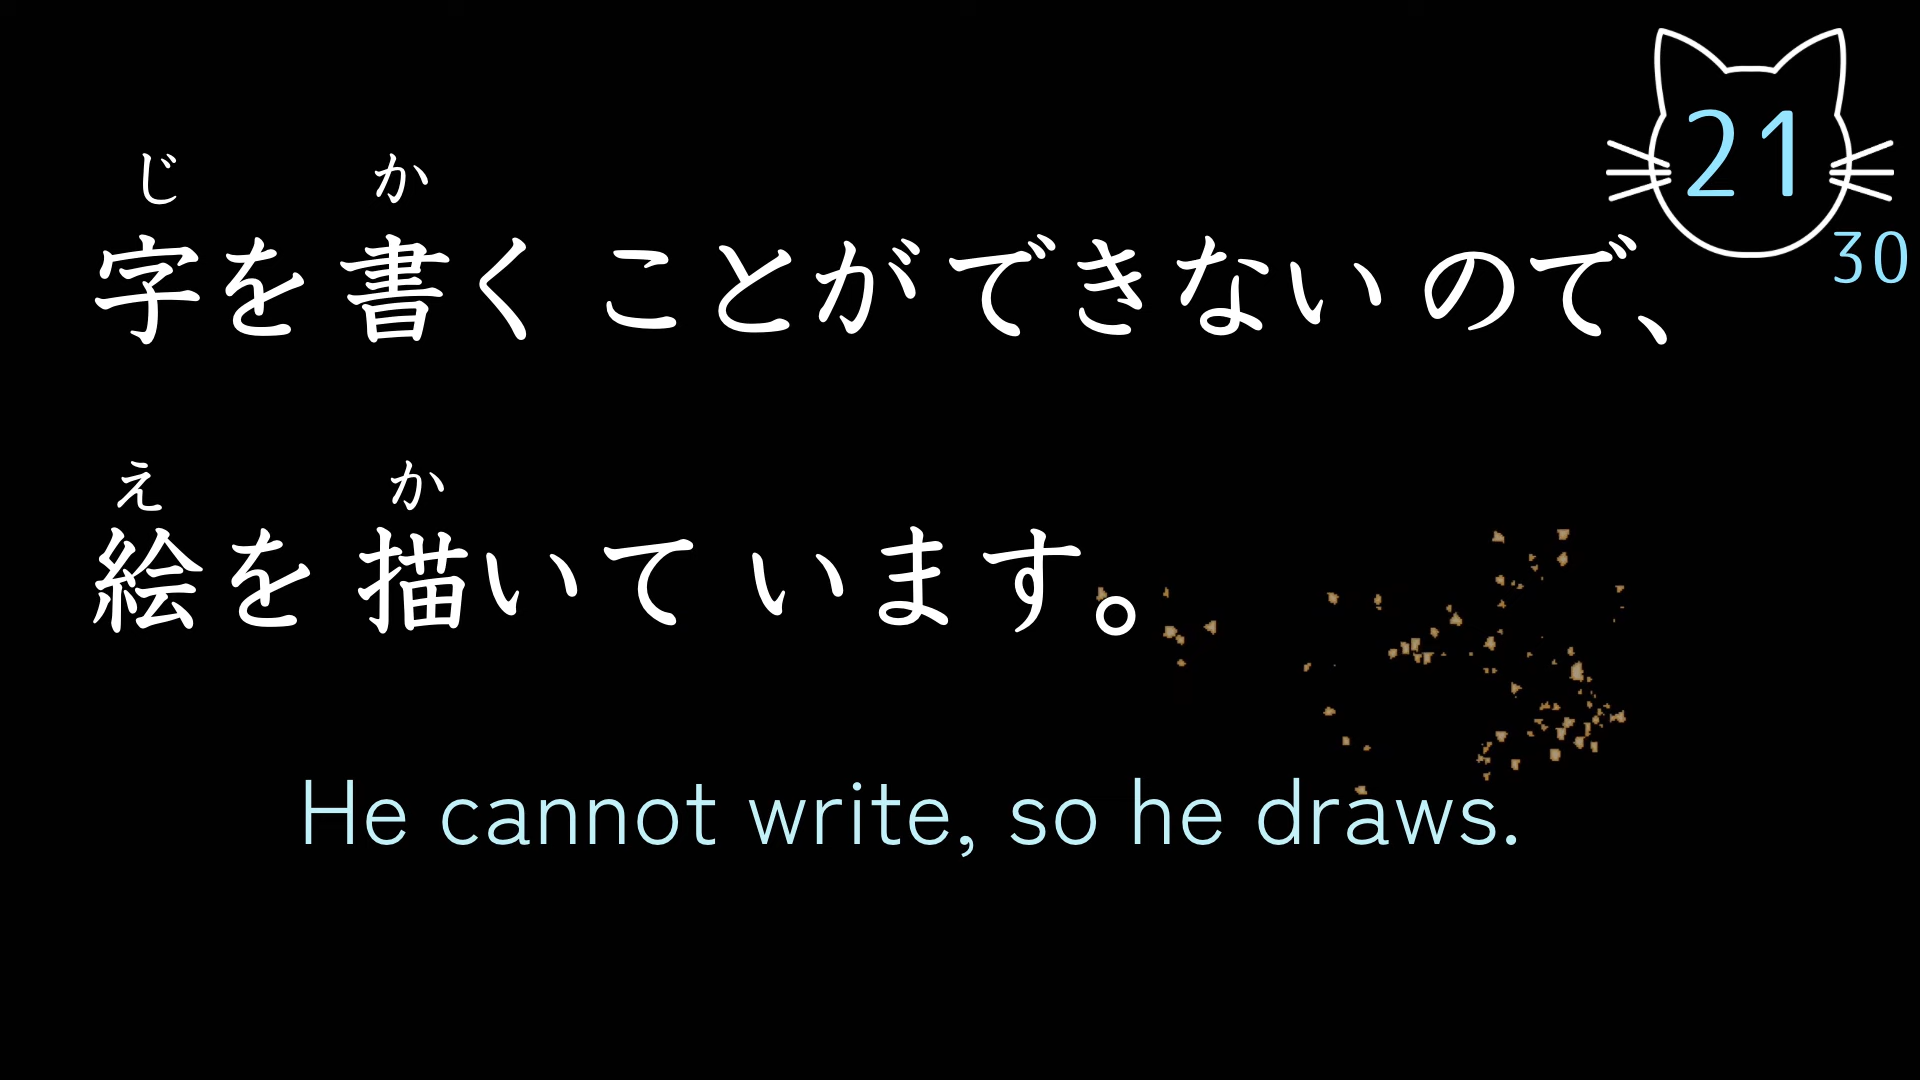 21
30
じ か
字を 書く ことができない ので、
え か
絵を 描いて います。
He cannot write, so he draws.